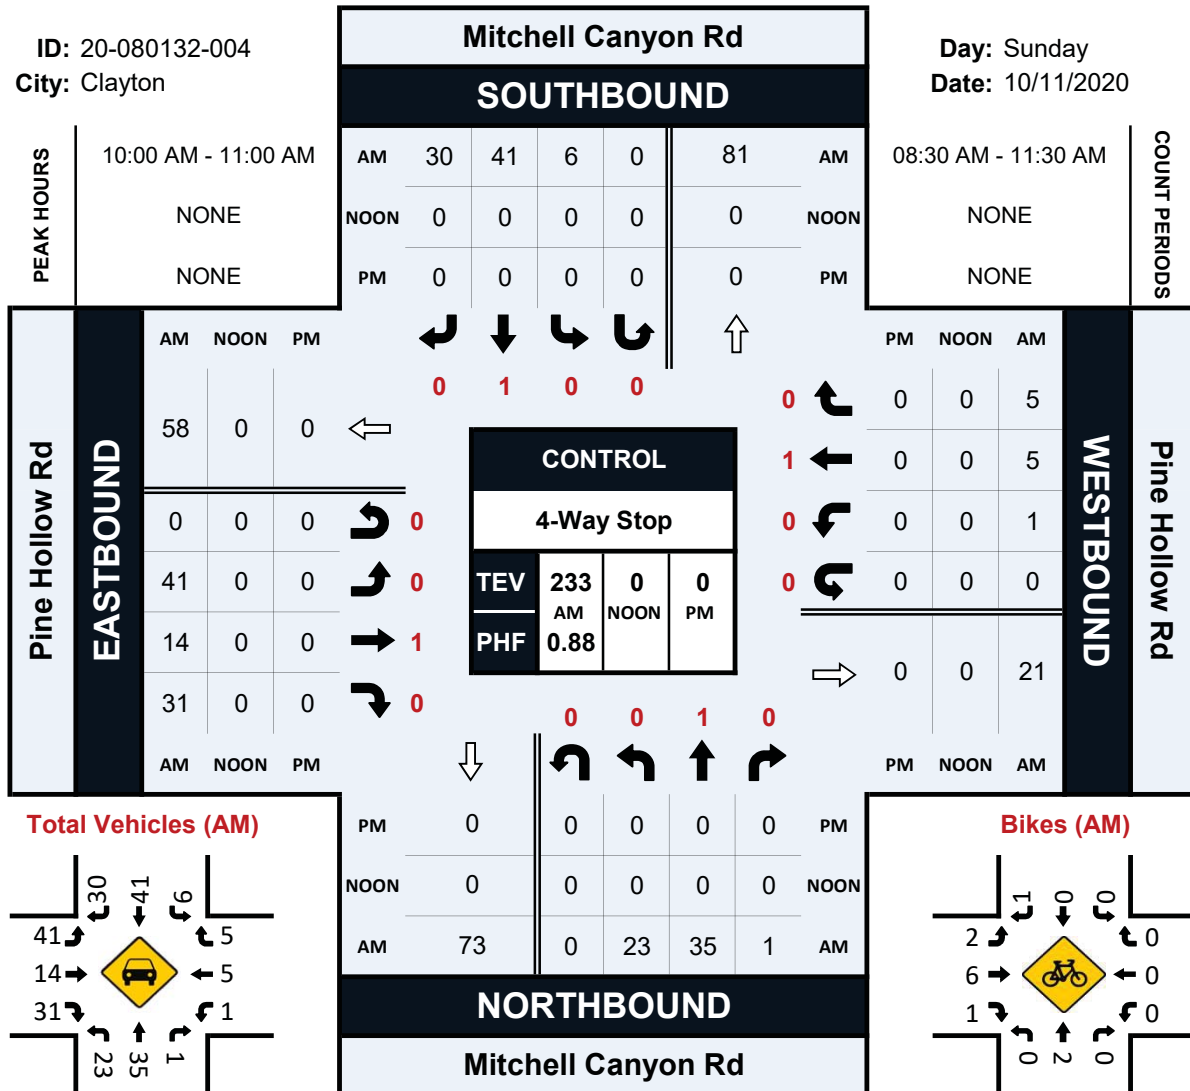 Mitchell Canyon Rd
ID: 20-080132-004
City: Clayton
Day: Sunday
Date: 10/11/2020
SOUTHBOUND
PEAK HOURS
10:00 AM - 11:00 AM
NONE
NONE
AM 30 41 6 0 81 AM
NOON 0 0 0 0 0 NOON
PM 0 0 0 0 0 PM
08:30 AM - 11:30 AM
NONE
NONE
COUNT PERIODS
0 1 0 0
Pine Hollow Rd
EASTBOUND
AM NOON PM
58 0 0
0 0 0 0
41 0 0 0
14 0 0 1
31 0 0 0
AM NOON PM
CONTROL
4-Way Stop
TEV 233 0 0
AM NOON PM
PHF 0.88
PM NOON AM
0 0 0 5
1 0 0 5
0 0 0 1
0 0 0 0
0 0 21
PM NOON AM
WESTBOUND
Pine Hollow Rd
0 0 1 0
PM 0 0 0 0 0 PM
NOON 0 0 0 0 0 NOON
AM 73 0 23 35 1 AM
NORTHBOUND
Mitchell Canyon Rd
Total Vehicles (AM)
30 41 6
41 5
14 5
31 1
23 35 1
Bikes (AM)
1 0 0
2 0
6 0
1 0
0 2 0